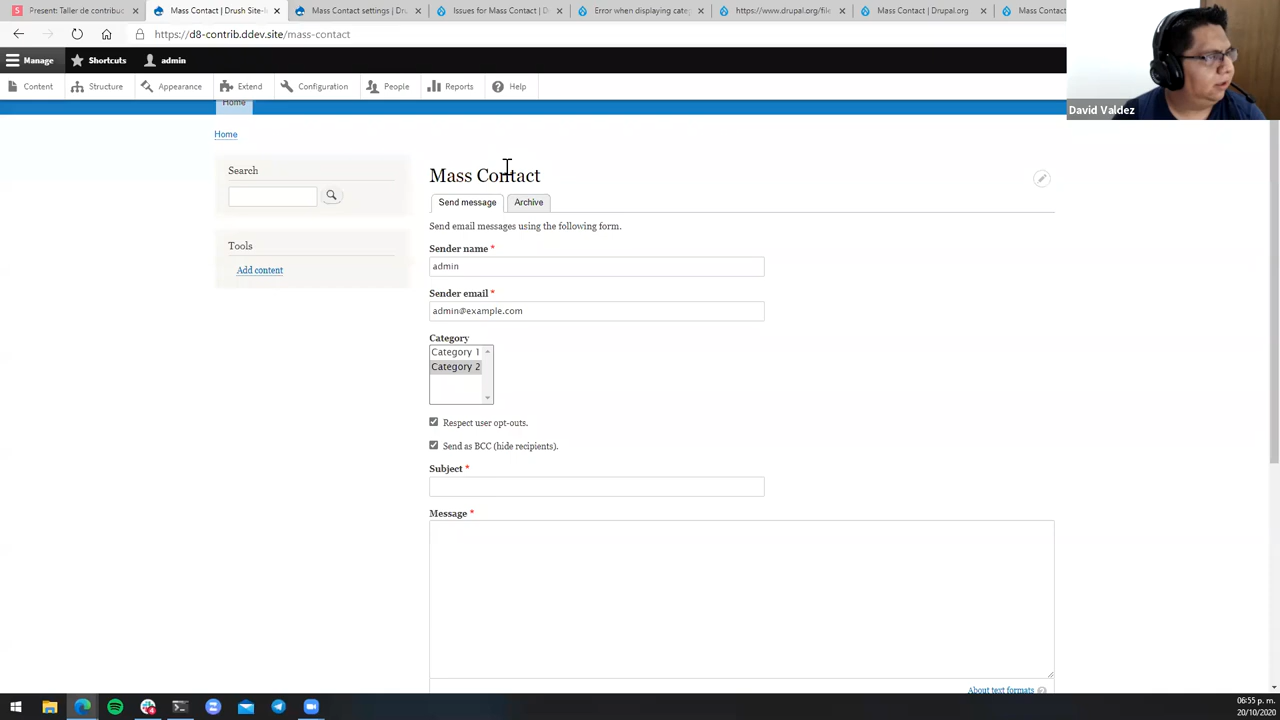 Present: Taller de contribuc
Mass Contact | Drush Site-I
Mass Contact settings | Dru
Issues for Mass Contact | D
Error when displaying cate
https://www.drupal.org/file
Mass Contact | Drupal.org
Mass Contac
https://d8-contrib.ddev.site/mass-contact
Manage
Shortcuts
admin
Content
Structure
Appearance
Extend
Configuration
People
Reports
Help
David Valdez
Home
Home
Search
Tools
Add content
Mass Contact
Send message
Archive
Send email messages using the following form.
Sender name *
admin
Sender email *
admin@example.com
Category
Category 1
Category 2
Respect user opt-outs.
Send as BCC (hide recipients).
Subject *
Message *
About text formats
06:55 p. m.
20/10/2020